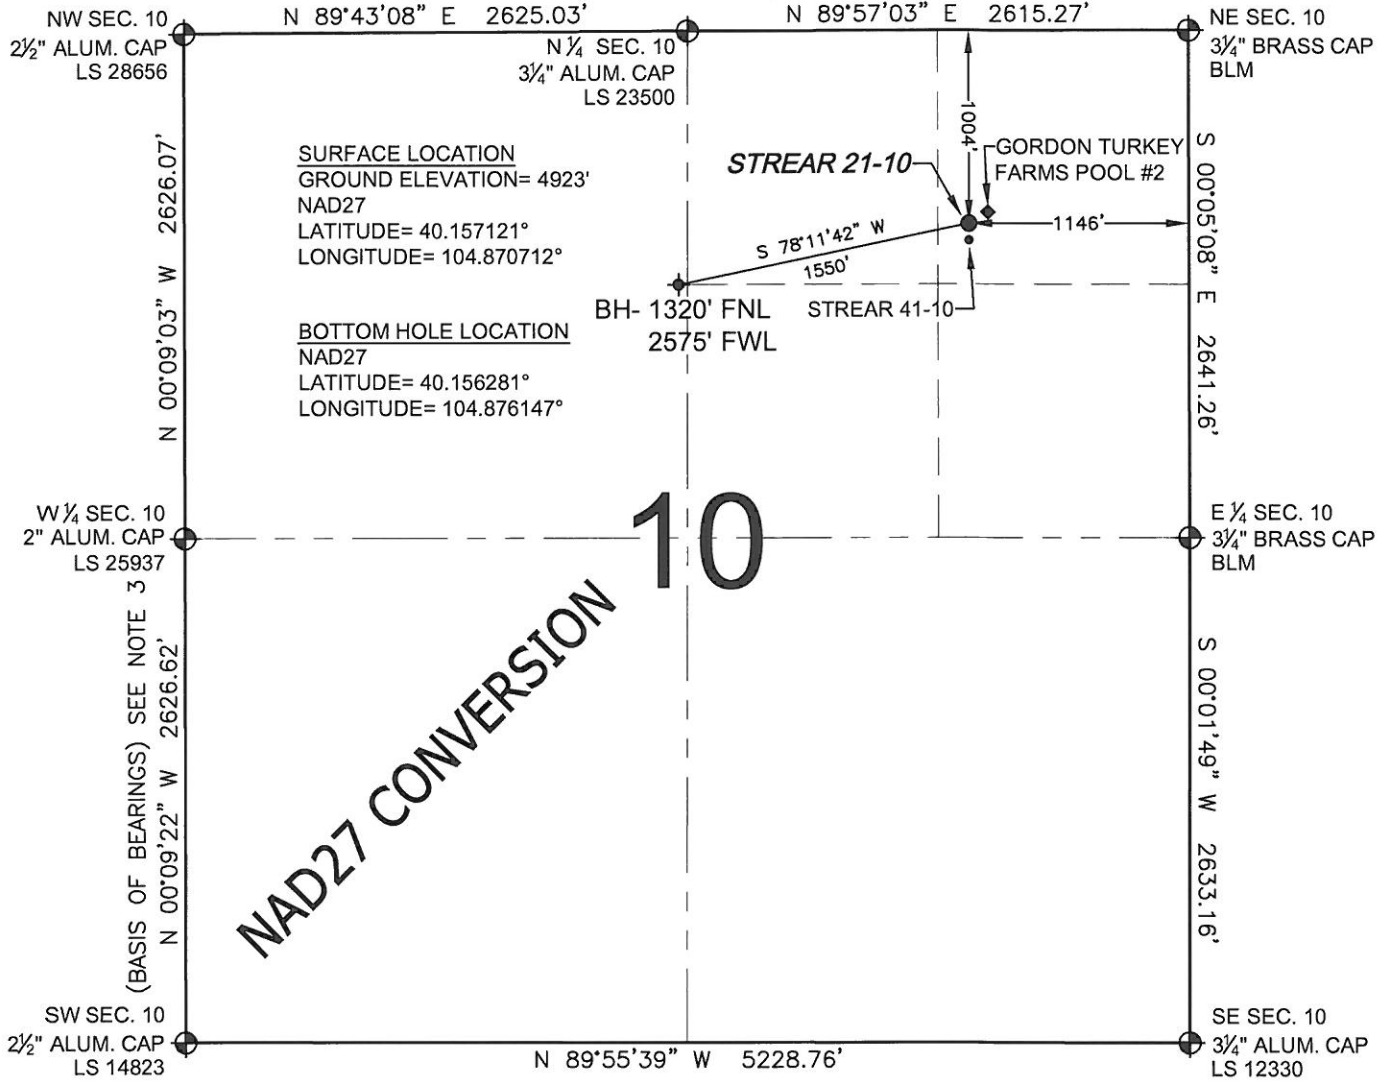 N 89°43'08" E 2625.03'
N 89°57'03" E 2615.27'
NW SEC. 10
2½" ALUM. CAP
LS 28656
N ¼ SEC. 10
3¼" ALUM. CAP
LS 23500
NE SEC. 10
3¼" BRASS CAP
BLM
SURFACE LOCATION
GROUND ELEVATION= 4923'
NAD27
LATITUDE= 40.157121°
LONGITUDE= 104.870712°
BOTTOM HOLE LOCATION
NAD27
LATITUDE= 40.156281°
LONGITUDE= 104.876147°
STREAR 21-10
1004'
GORDON TURKEY
FARMS POOL #2
1146'
S 78°11'42" W
1550'
BH- 1320' FNL
2575' FWL
STREAR 41-10
N 00°09'03" W 2626.07'
S 00°05'08" E 2641.26'
W ¼ SEC. 10
2" ALUM. CAP
LS 25937
10
E ¼ SEC. 10
3¼" BRASS CAP
BLM
(BASIS OF BEARINGS) SEE NOTE 3
N 00°09'22" W 2626.62'
NAD27 CONVERSION
S 00°01'49" W 2633.16'
SW SEC. 10
2½" ALUM. CAP
LS 14823
N 89°55'39" W 5228.76'
SE SEC. 10
3¼" ALUM. CAP
LS 12330